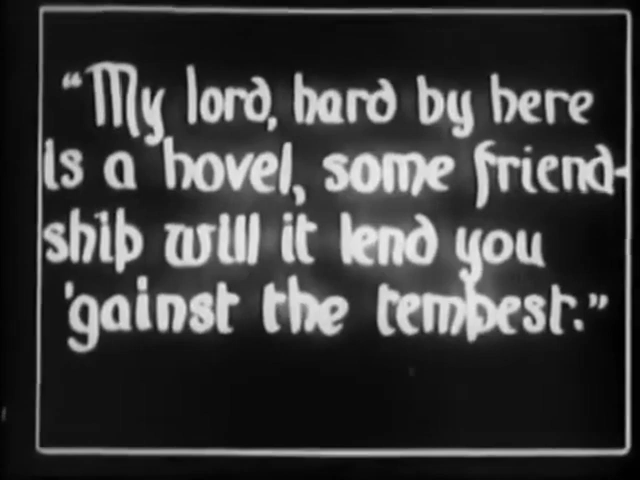 “My lord, hard by here
is a hovel, some friend-
ship will it lend you
'gainst the tempest.”